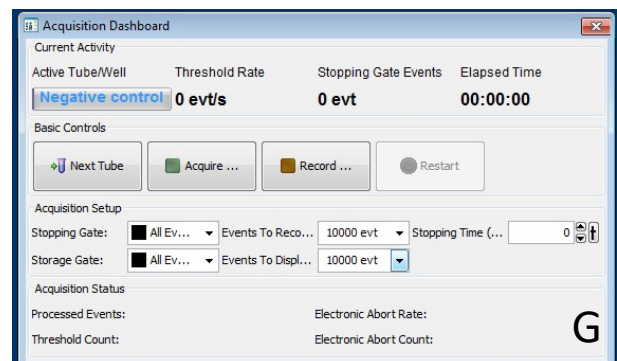 Acquisition Dashboard
Current Activity
Active Tube/Well Threshold Rate Stopping Gate Events Elapsed Time
Negative control 0 evt/s 0 evt 00:00:00
Basic Controls
Next Tube Acquire ... Record ... Restart
Acquisition Setup
Stopping Gate: All Ev... Events To Reco... 10000 evt Stopping Time (... 0
Storage Gate: All Ev... Events To Displ... 10000 evt
Acquisition Status
Processed Events: Electronic Abort Rate:
Threshold Count: Electronic Abort Count:
G